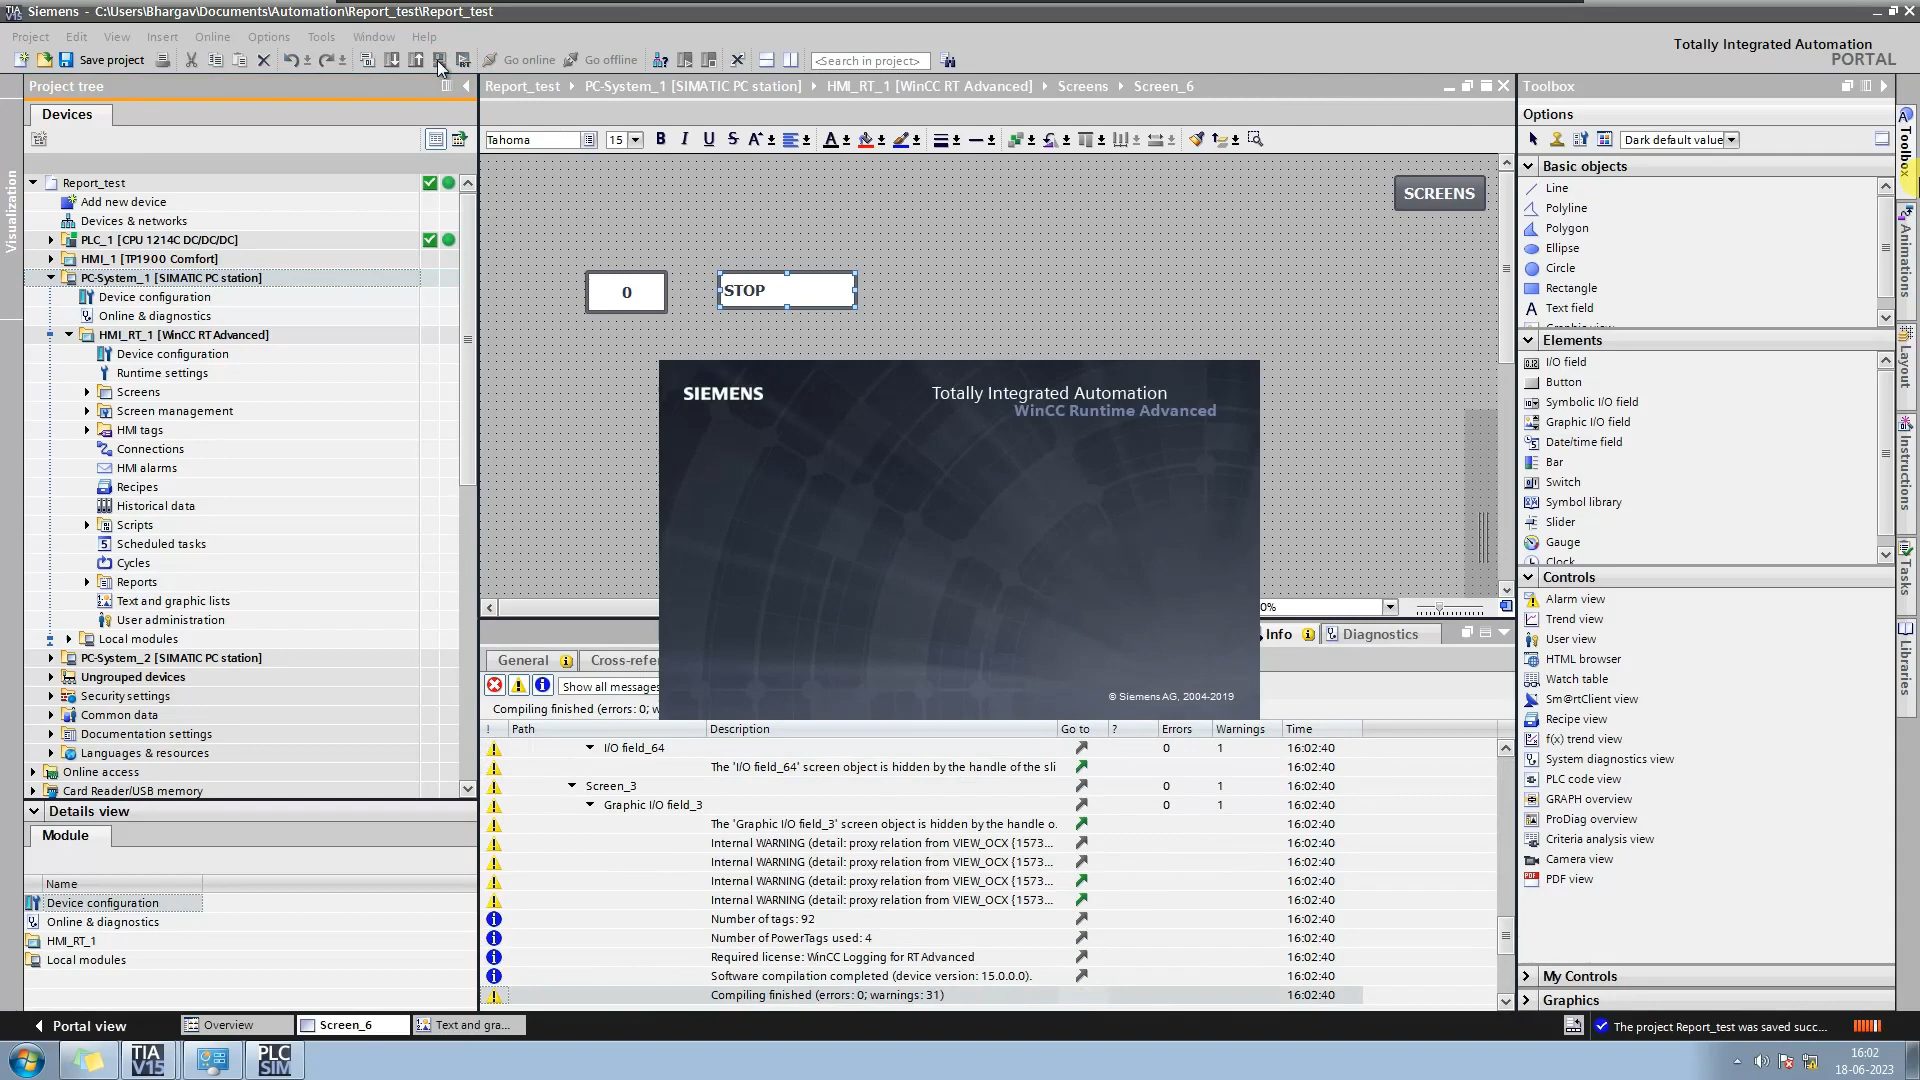 Siemens - C:\Users\Bhargav\Documents\Automation\Report_test\Report_test
Project Edit View Insert Online Options Tools Window Help
Totally Integrated Automation
PORTAL
Save project
Go online
Go offline
<Search in project>
Project tree
Devices
Visualization
Report_test
Add new device
Devices & networks
PLC_1 [CPU 1214C DC/DC/DC]
HMI_1 [TP1900 Comfort]
PC-System_1 [SIMATIC PC station]
Device configuration
Online & diagnostics
HMI_RT_1 [WinCC RT Advanced]
Device configuration
Runtime settings
Screens
Screen management
HMI tags
Connections
HMI alarms
Recipes
Historical data
Scripts
Scheduled tasks
Cycles
Reports
Text and graphic lists
User administration
Local modules
PC-System_2 [SIMATIC PC station]
Ungrouped devices
Security settings
Common data
Documentation settings
Languages & resources
Online access
Card Reader/USB memory
Details view
Module
Name
Device configuration
Online & diagnostics
HMI_RT_1
Local modules
Report_test PC-System_1 [SIMATIC PC station] HMI_RT_1 [WinCC RT Advanced] Screens Screen_6
Tahoma 15 B I U S
SCREENS
0
STOP
SIEMENS
Totally Integrated Automation
WinCC Runtime Advanced
© Siemens AG, 2004-2019
0%
Info
Diagnostics
General
Cross-refe
Show all messages
Compiling finished (errors: 0; w
! Path Description Go to ? Errors Warnings Time
I/O field_64 0 1 16:02:40
The 'I/O field_64' screen object is hidden by the handle of the sli 16:02:40
Screen_3 0 1 16:02:40
Graphic I/O field_3 0 1 16:02:40
The 'Graphic I/O field_3' screen object is hidden by the handle o. 16:02:40
Internal WARNING (detail: proxy relation from VIEW_OCX {1573... 16:02:40
Internal WARNING (detail: proxy relation from VIEW_OCX {1573... 16:02:40
Internal WARNING (detail: proxy relation from VIEW_OCX {1573... 16:02:40
Internal WARNING (detail: proxy relation from VIEW_OCX {1573... 16:02:40
Number of tags: 92 16:02:40
Number of PowerTags used: 4 16:02:40
Required license: WinCC Logging for RT Advanced 16:02:40
Software compilation completed (device version: 15.0.0.0). 16:02:40
Compiling finished (errors: 0; warnings: 31) 16:02:40
Toolbox
Options
Dark default value
Basic objects
Line
Polyline
Polygon
Ellipse
Circle
Rectangle
Text field
Elements
I/O field
Button
Symbolic I/O field
Graphic I/O field
Date/time field
Bar
Switch
Symbol library
Slider
Gauge
Clock
Controls
Alarm view
Trend view
User view
HTML browser
Watch table
Sm@rtClient view
Recipe view
f(x) trend view
System diagnostics view
PLC code view
GRAPH overview
ProDiag overview
Criteria analysis view
Camera view
PDF view
My Controls
Graphics
Toolbox
Animations
Layout
Instructions
Tasks
Libraries
Portal view
Overview
Screen_6
Text and gra...
The project Report_test was saved succ...
TIA V15
PLC SIM
16:02
18-06-2023